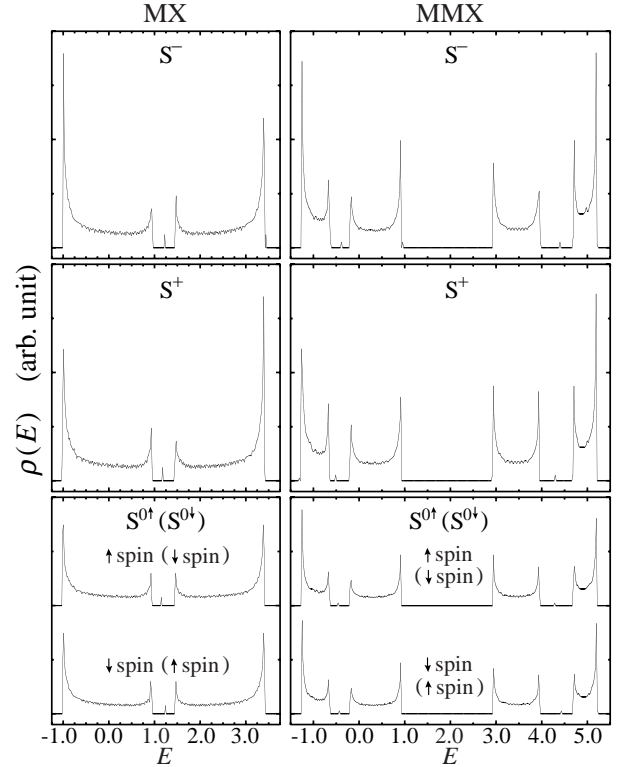 MX MMX
S⁻ S⁻
S⁺ S⁺
ρ(E) (arb. unit)
S⁰↑(S⁰↓) S⁰↑(S⁰↓)
↑ spin (↓ spin) ↑ spin
(↓ spin)
↓ spin (↑ spin) ↓ spin
(↑ spin)
-1.0 0.0 1.0 2.0 3.0 -1.0 0.0 1.0 2.0 3.0 4.0 5.0
E E